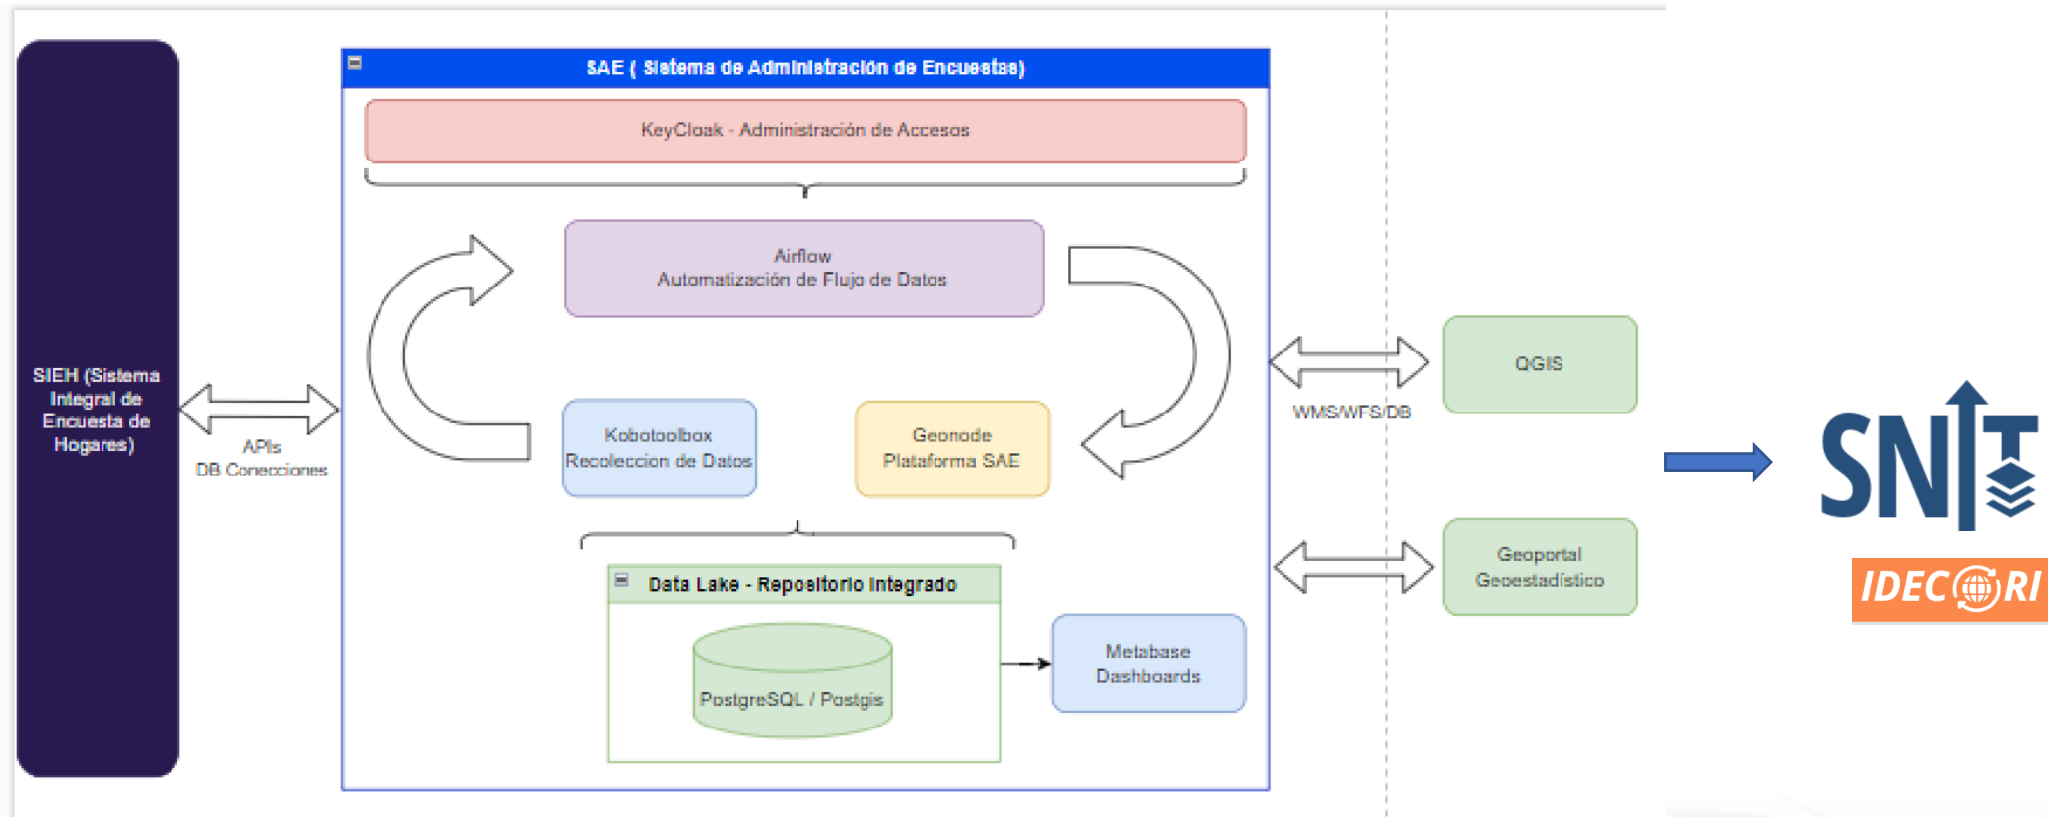 SAE ( Sistema de Administración de Encuestas)
KeyCloak - Administración de Accesos
Airflow
Automatización de Flujo de Datos
SIEH (Sistema
Integral de
Encuesta de
Hogares)
APIs
DB Conecciones
Kobotoolbox
Recoleccion de Datos
Geonode
Plataforma SAE
WMS/WFS/DB
QGIS
Geoportal
Geoestadístico
Data Lake - Repositorio Integrado
PostgreSQL / Postgis
Metabase
Dashboards
SNIT
IDECORI